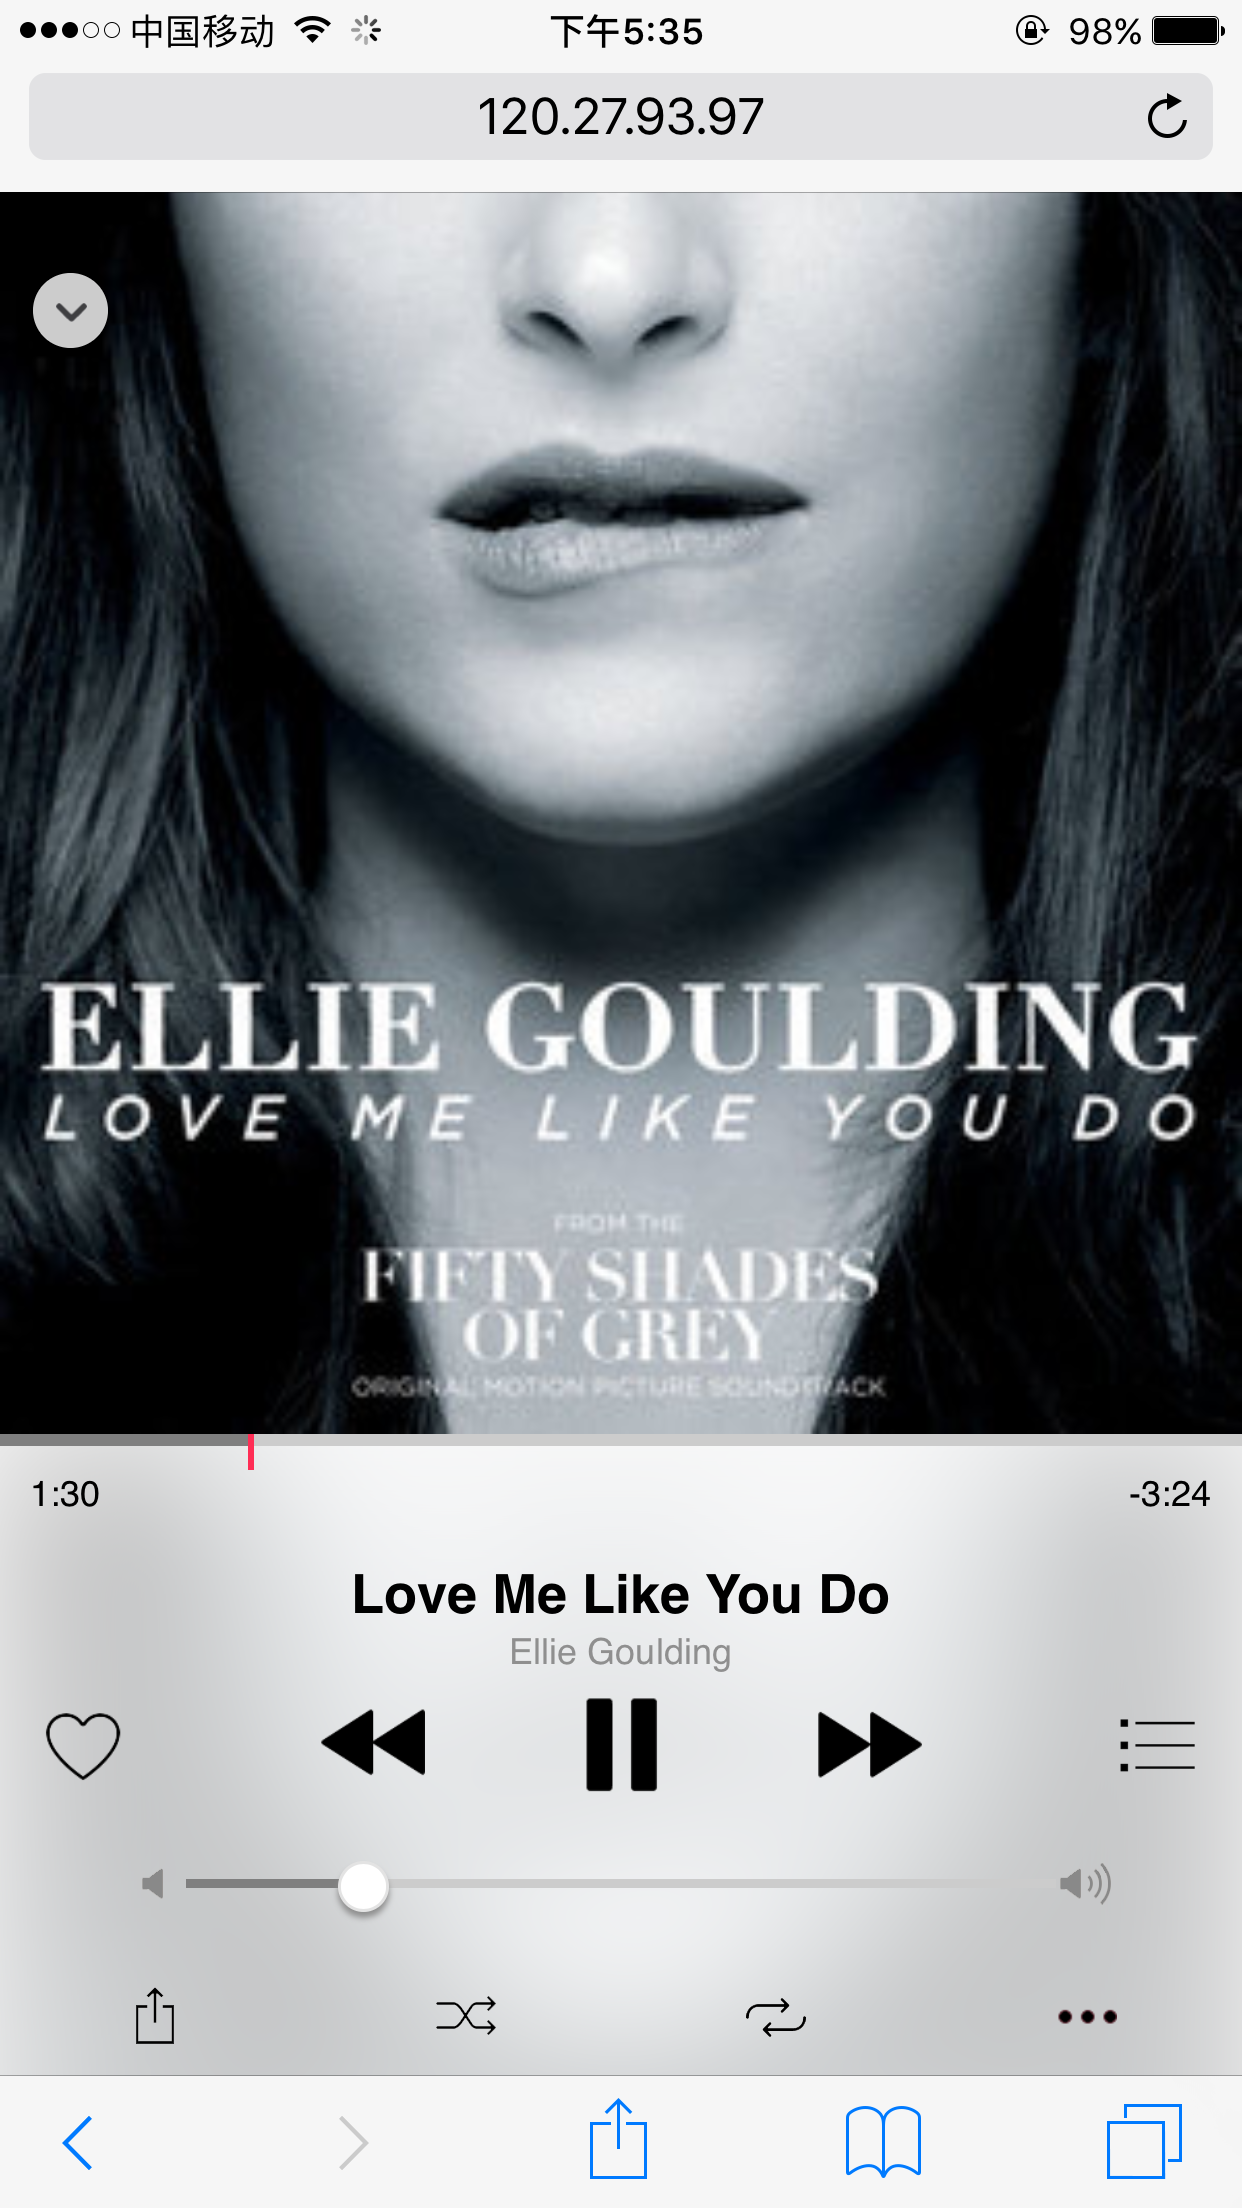 中国移动 下午5:35 98%
120.27.93.97
ELLIE GOULDING
LOVE ME LIKE YOU DO
FROM THE
FIFTY SHADES
OF GREY
ORIGINAL MOTION PICTURE SOUNDTRACK
1:30 -3:24
Love Me Like You Do
Ellie Goulding